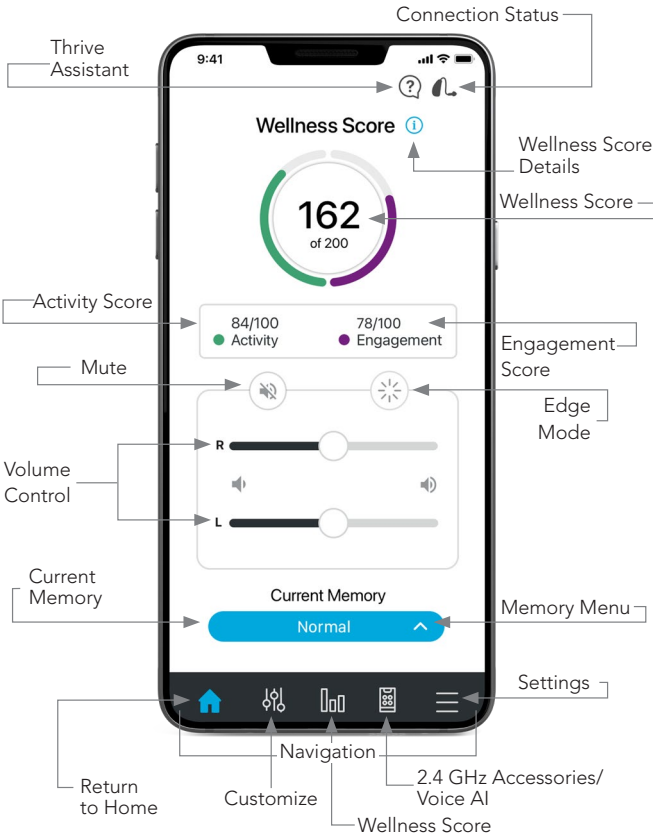 Connection Status
Thrive
Assistant
9:41
?
Wellness Score i
Wellness Score
Details
162
of 200
Wellness Score
Activity Score
84/100
Activity
78/100
Engagement
Engagement
Score
Mute
Edge
Mode
R
Volume
Control
L
Current
Memory
Current Memory
Normal
Memory Menu
Settings
Navigation
Return
to Home
Customize
2.4 GHz Accessories/
Voice AI
Wellness Score